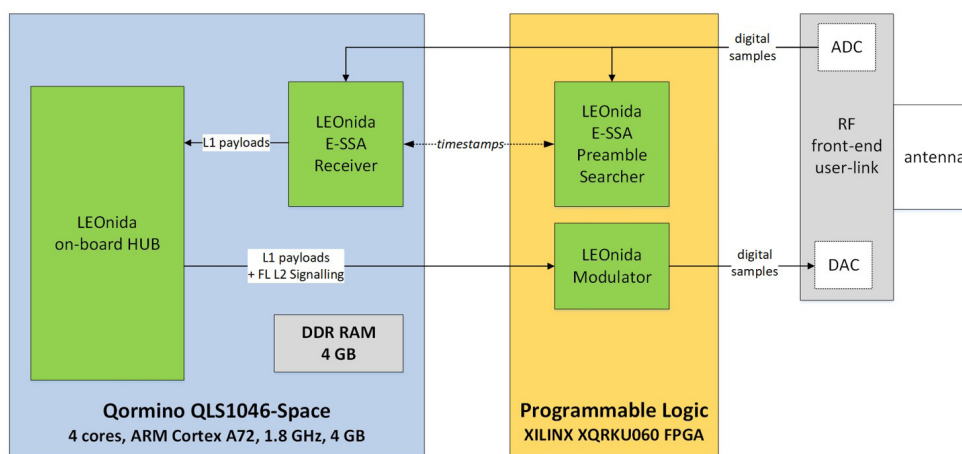 digital
samples
ADC
LEOnida
E-SSA
Receiver
LEOnida
E-SSA
Preamble
Searcher
L1 payloads
timestamps
RF
front-end
user-link
antenna
LEOnida
on-board HUB
L1 payloads
+ FL L2 Signalling
LEOnida
Modulator
digital
samples
DAC
DDR RAM
4 GB
Qormino QLS1046-Space
4 cores, ARM Cortex A72, 1.8 GHz, 4 GB
Programmable Logic
XILINX XQRKU060 FPGA